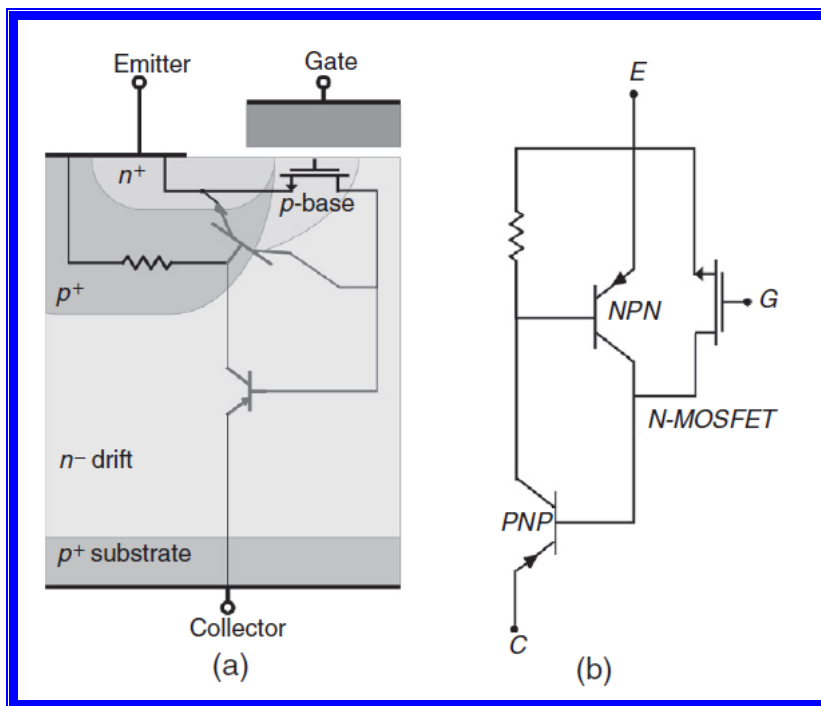 Emitter
Gate
n+
p-base
p+
n– drift
p+ substrate
Collector
(a)
E
NPN
G
N-MOSFET
PNP
C
(b)